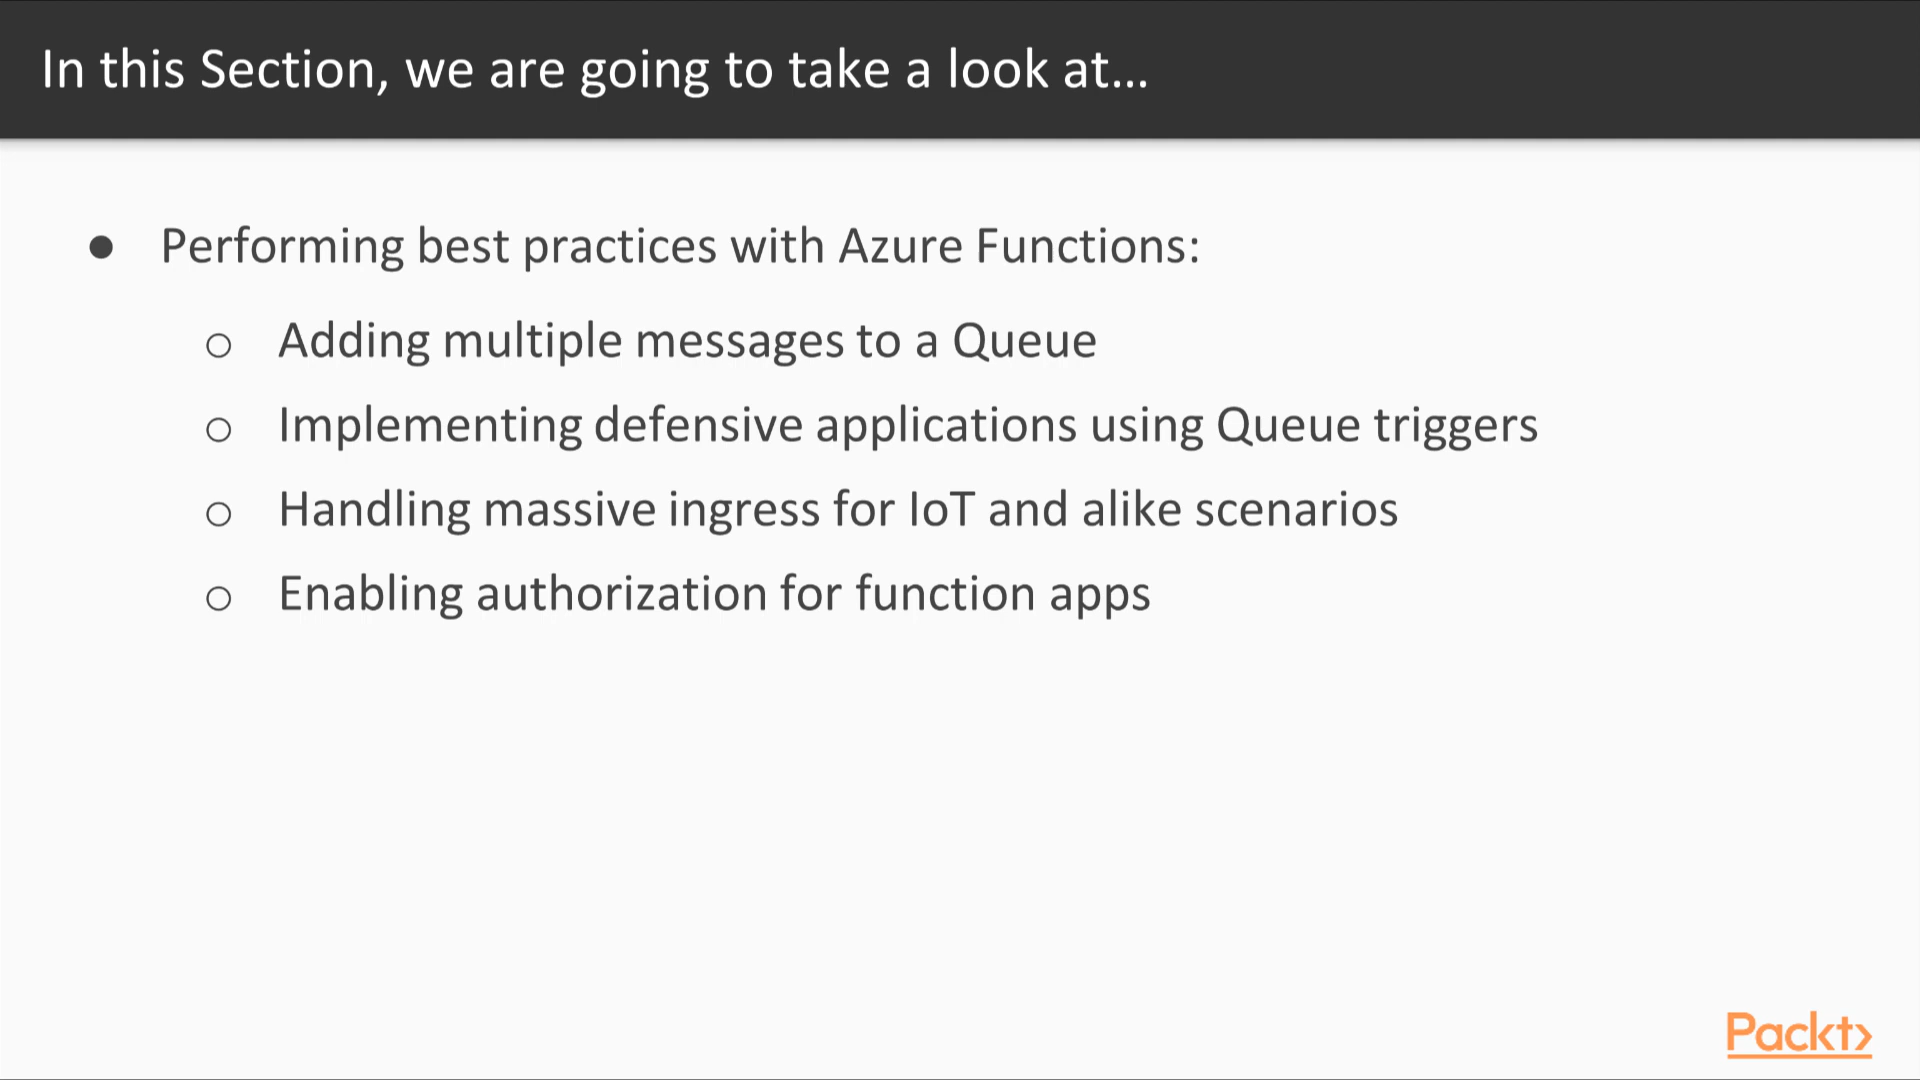 In this Section, we are going to take a look at...
● Performing best practices with Azure Functions:
○ Adding multiple messages to a Queue
○ Implementing defensive applications using Queue triggers
○ Handling massive ingress for IoT and alike scenarios
○ Enabling authorization for function apps
Packt>